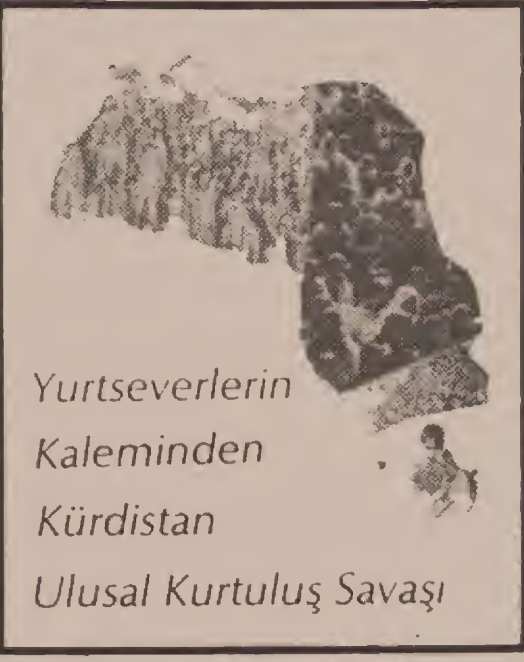 Yurtseverlerin
Kaleminden
Kürdistan
Ulusal Kurtuluş Savaşı